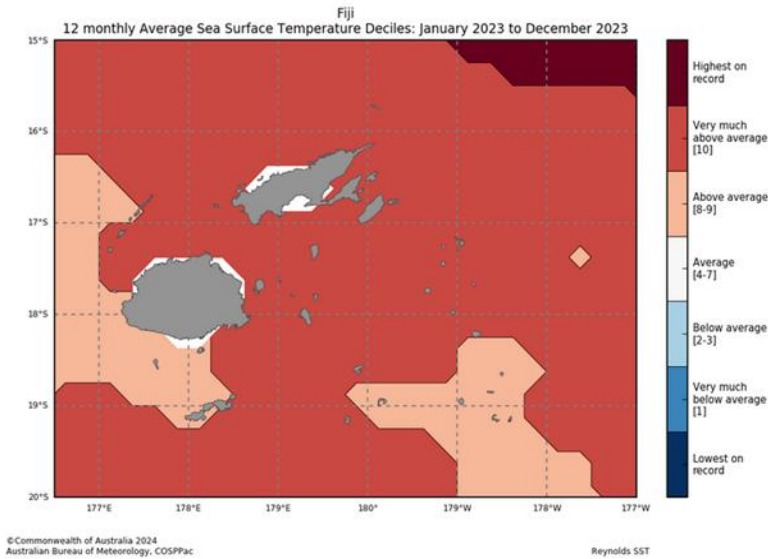 Fiji
12 monthly Average Sea Surface Temperature Deciles: January 2023 to December 2023
15°S
16°S
17°S
18°S
19°S
20°S
177°E
178°E
179°E
180°
179°W
178°W
177°W
Highest on
record
Very much
above average
[10]
Above average
[8-9]
Average
[4-7]
Below average
[2-3]
Very much
below average
[1]
Lowest on
record
©Commonwealth of Australia 2024
Australian Bureau of Meteorology, COSPPac
Reynolds SST